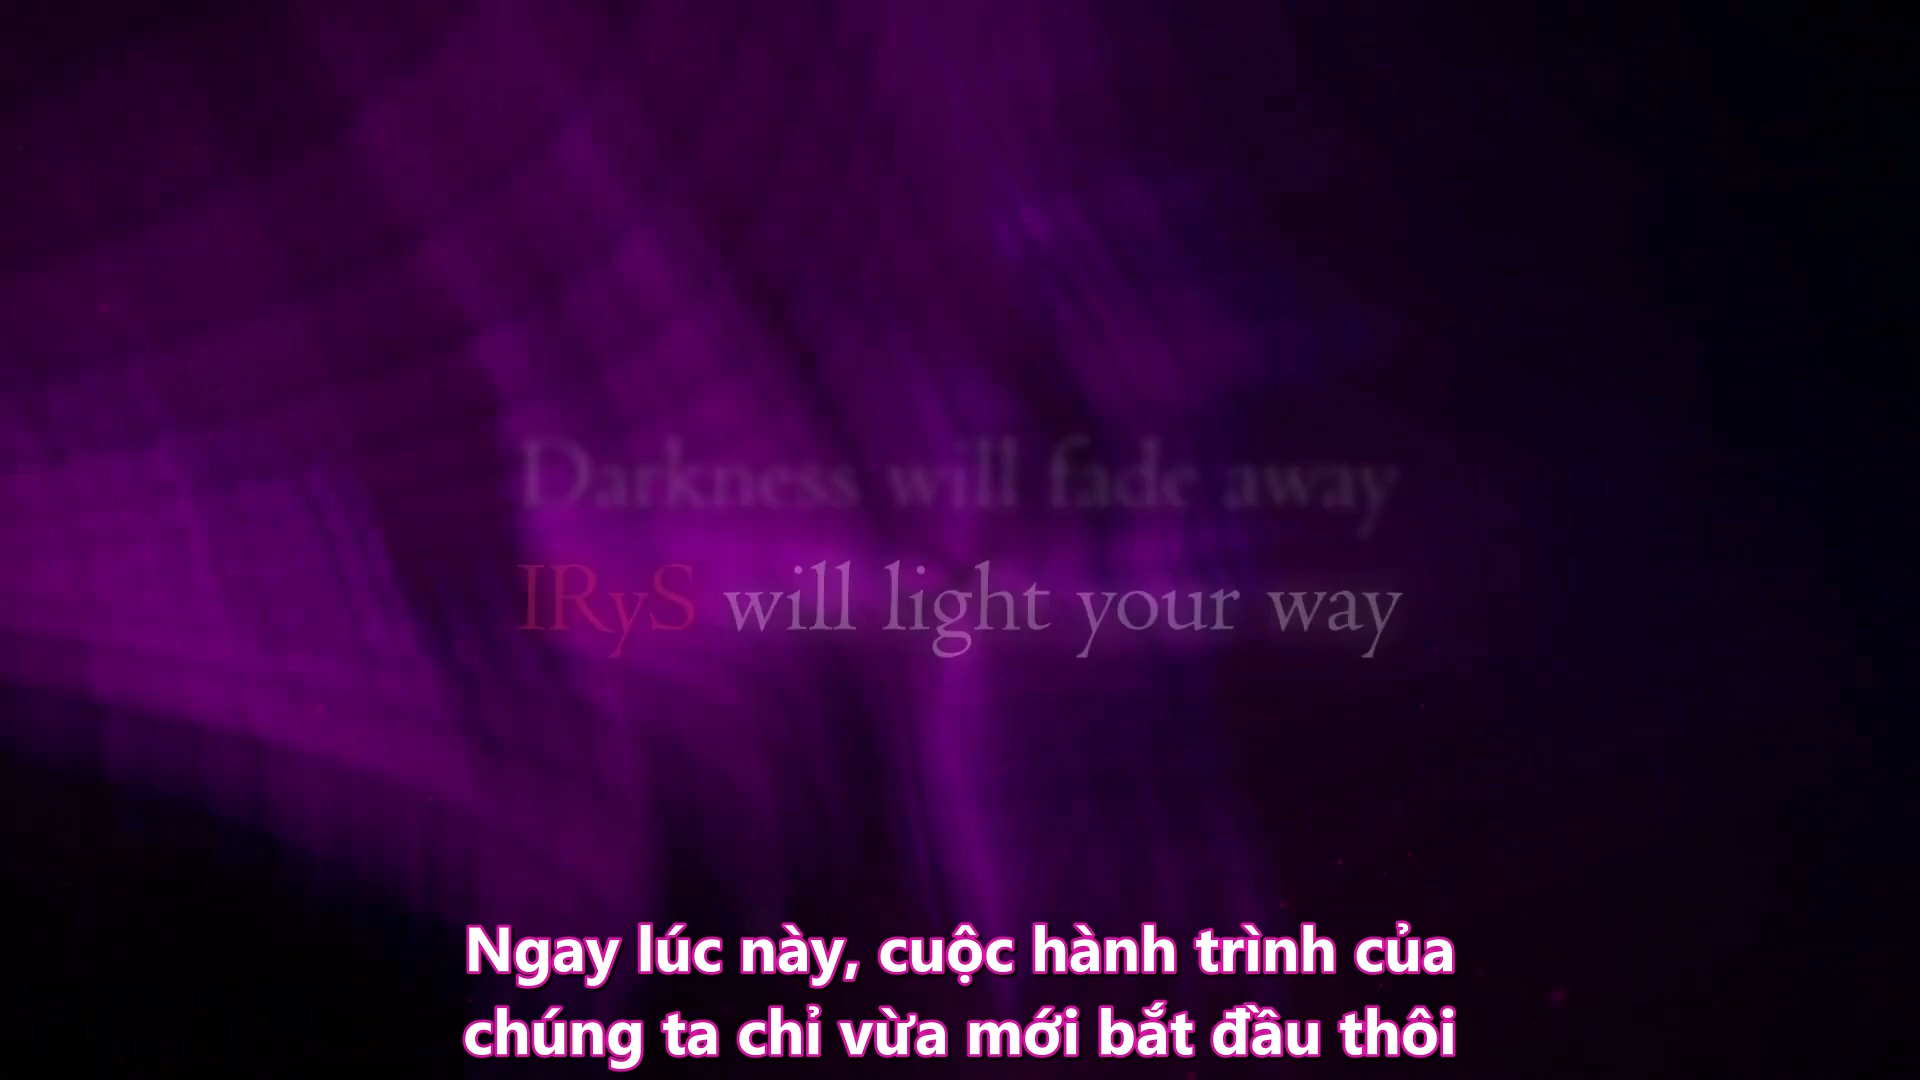 Darkness will fade away
IRyS will light your way
Ngay lúc này, cuộc hành trình của
chúng ta chỉ vừa mới bắt đầu thôi